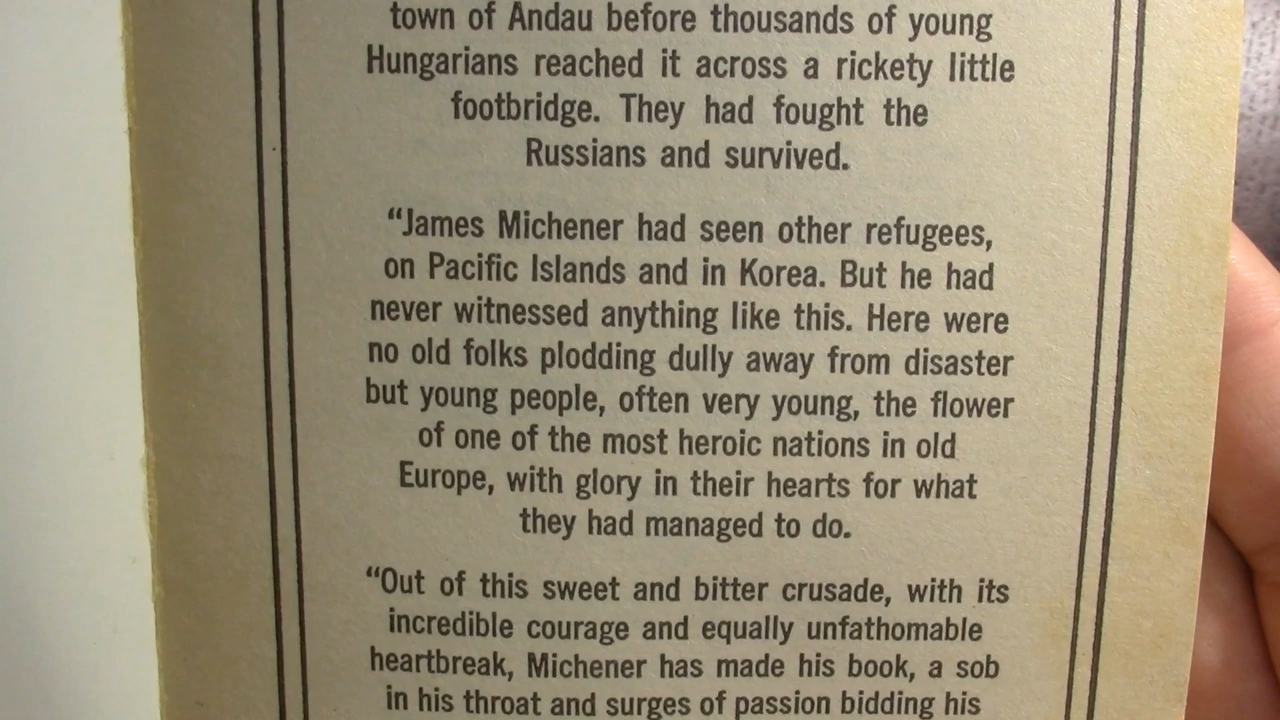 town of Andau before thousands of young
Hungarians reached it across a rickety little
footbridge. They had fought the
Russians and survived.
“James Michener had seen other refugees,
on Pacific Islands and in Korea. But he had
never witnessed anything like this. Here were
no old folks plodding dully away from disaster
but young people, often very young, the flower
of one of the most heroic nations in old
Europe, with glory in their hearts for what
they had managed to do.
“Out of this sweet and bitter crusade, with its
incredible courage and equally unfathomable
heartbreak, Michener has made his book, a sob
in his throat and surges of passion bidding his